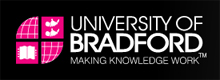 UNIVERSITY OF
BRADFORD
MAKING KNOWLEDGE WORK™